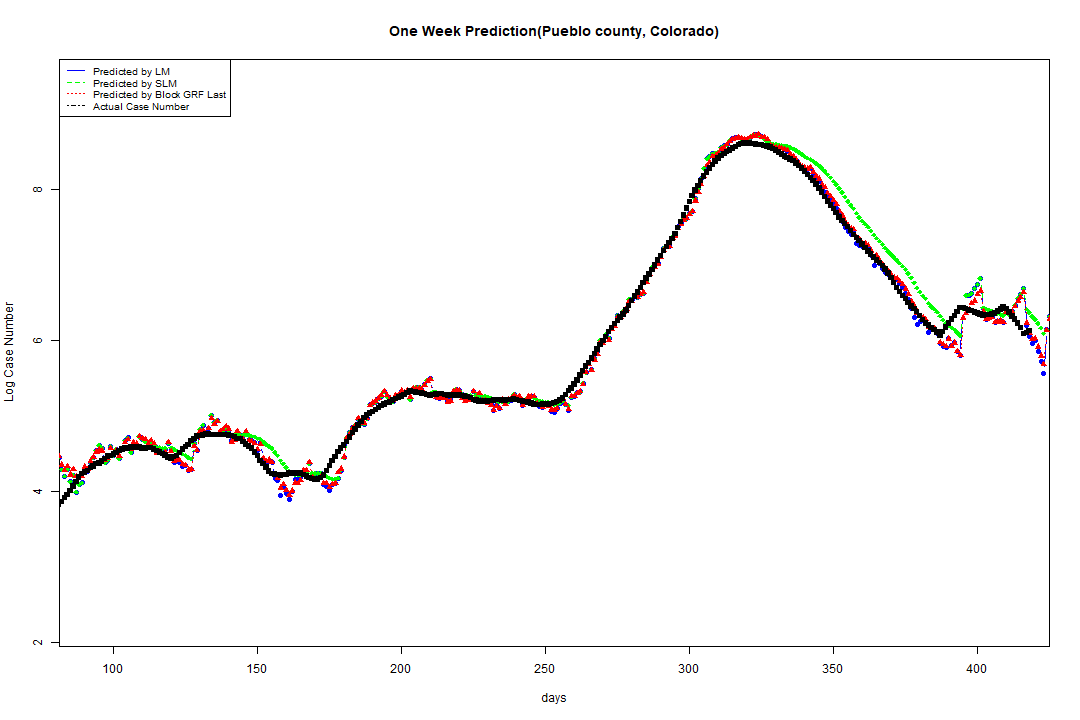 One Week Prediction(Pueblo county, Colorado)
Predicted by LM
Predicted by SLM
Predicted by Block GRF Last
Actual Case Number
Log Case Number
8
6
4
2
100 150 200 250 300 350 400
days